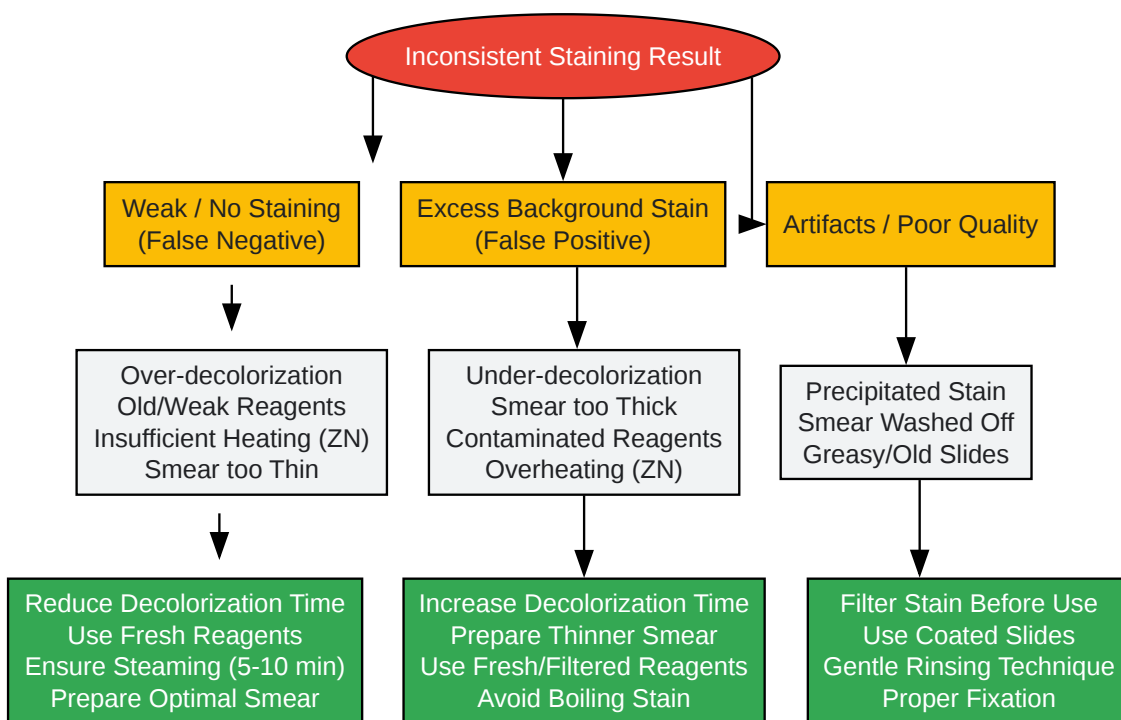 Inconsistent Staining Result
Weak / No Staining
(False Negative)
Excess Background Stain
(False Positive)
Artifacts / Poor Quality
Over-decolorization
Old/Weak Reagents
Insufficient Heating (ZN)
Smear too Thin
Under-decolorization
Smear too Thick
Contaminated Reagents
Overheating (ZN)
Precipitated Stain
Smear Washed Off
Greasy/Old Slides
Reduce Decolorization Time
Use Fresh Reagents
Ensure Steaming (5-10 min)
Prepare Optimal Smear
Increase Decolorization Time
Prepare Thinner Smear
Use Fresh/Filtered Reagents
Avoid Boiling Stain
Filter Stain Before Use
Use Coated Slides
Gentle Rinsing Technique
Proper Fixation